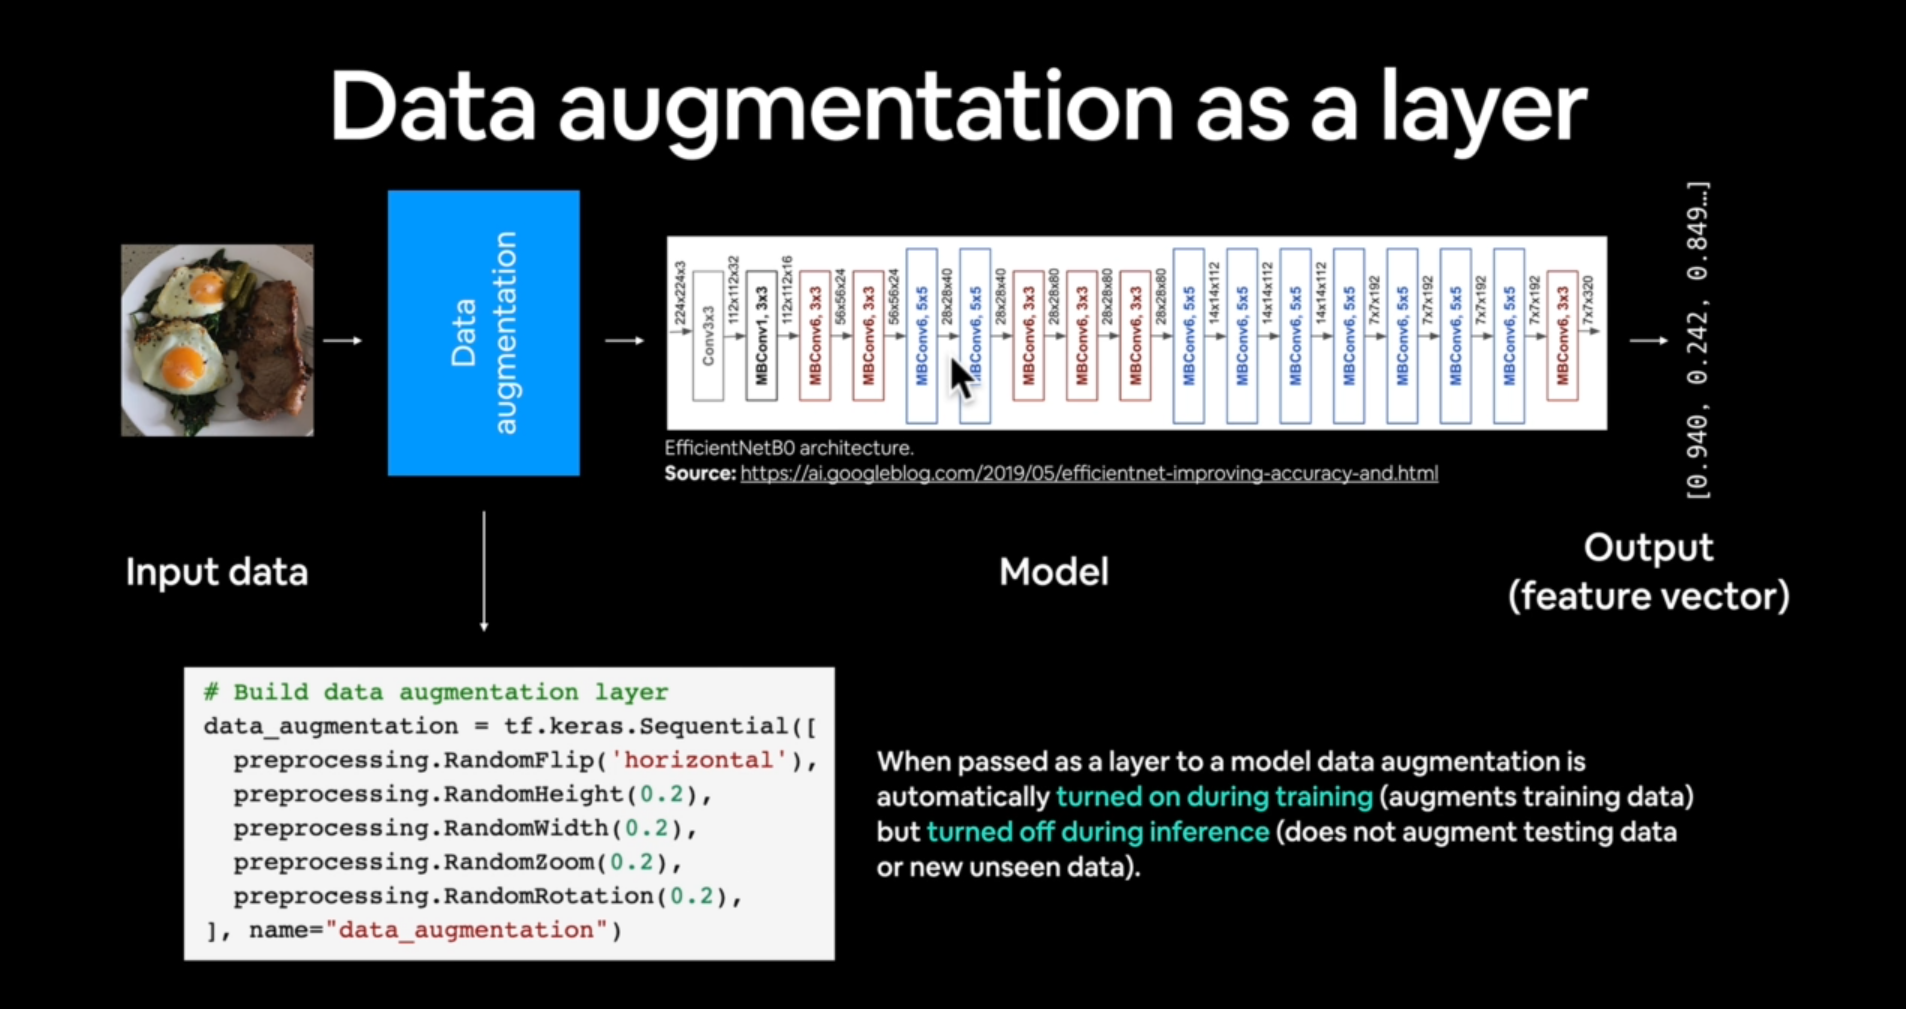 Data augmentation as a layer
Data
augmentation
224x224x3
Conv3x3
112x112x32
MBConv1, 3x3
112x112x16
MBConv6, 3x3
56x56x24
MBConv6, 3x3
56x56x24
MBConv6, 5x5
28x28x40
MBConv6, 5x5
28x28x40
MBConv6, 3x3
28x28x80
MBConv6, 3x3
28x28x80
MBConv6, 3x3
28x28x80
MBConv6, 5x5
14x14x112
MBConv6, 5x5
14x14x112
MBConv6, 5x5
14x14x112
MBConv6, 5x5
7x7x192
MBConv6, 5x5
7x7x192
MBConv6, 5x5
7x7x192
MBConv6, 5x5
7x7x192
MBConv6, 3x3
7x7x320
[0.940, 0.242, 0.849…]
EfficientNetB0 architecture.
Source: https://ai.googleblog.com/2019/05/efficientnet-improving-accuracy-and.html
Input data
Model
Output
(feature vector)
# Build data augmentation layer
data_augmentation = tf.keras.Sequential([
preprocessing.RandomFlip('horizontal'),
preprocessing.RandomHeight(0.2),
preprocessing.RandomWidth(0.2),
preprocessing.RandomZoom(0.2),
preprocessing.RandomRotation(0.2),
], name="data_augmentation")
When passed as a layer to a model data augmentation is
automatically turned on during training (augments training data)
but turned off during inference (does not augment testing data
or new unseen data).